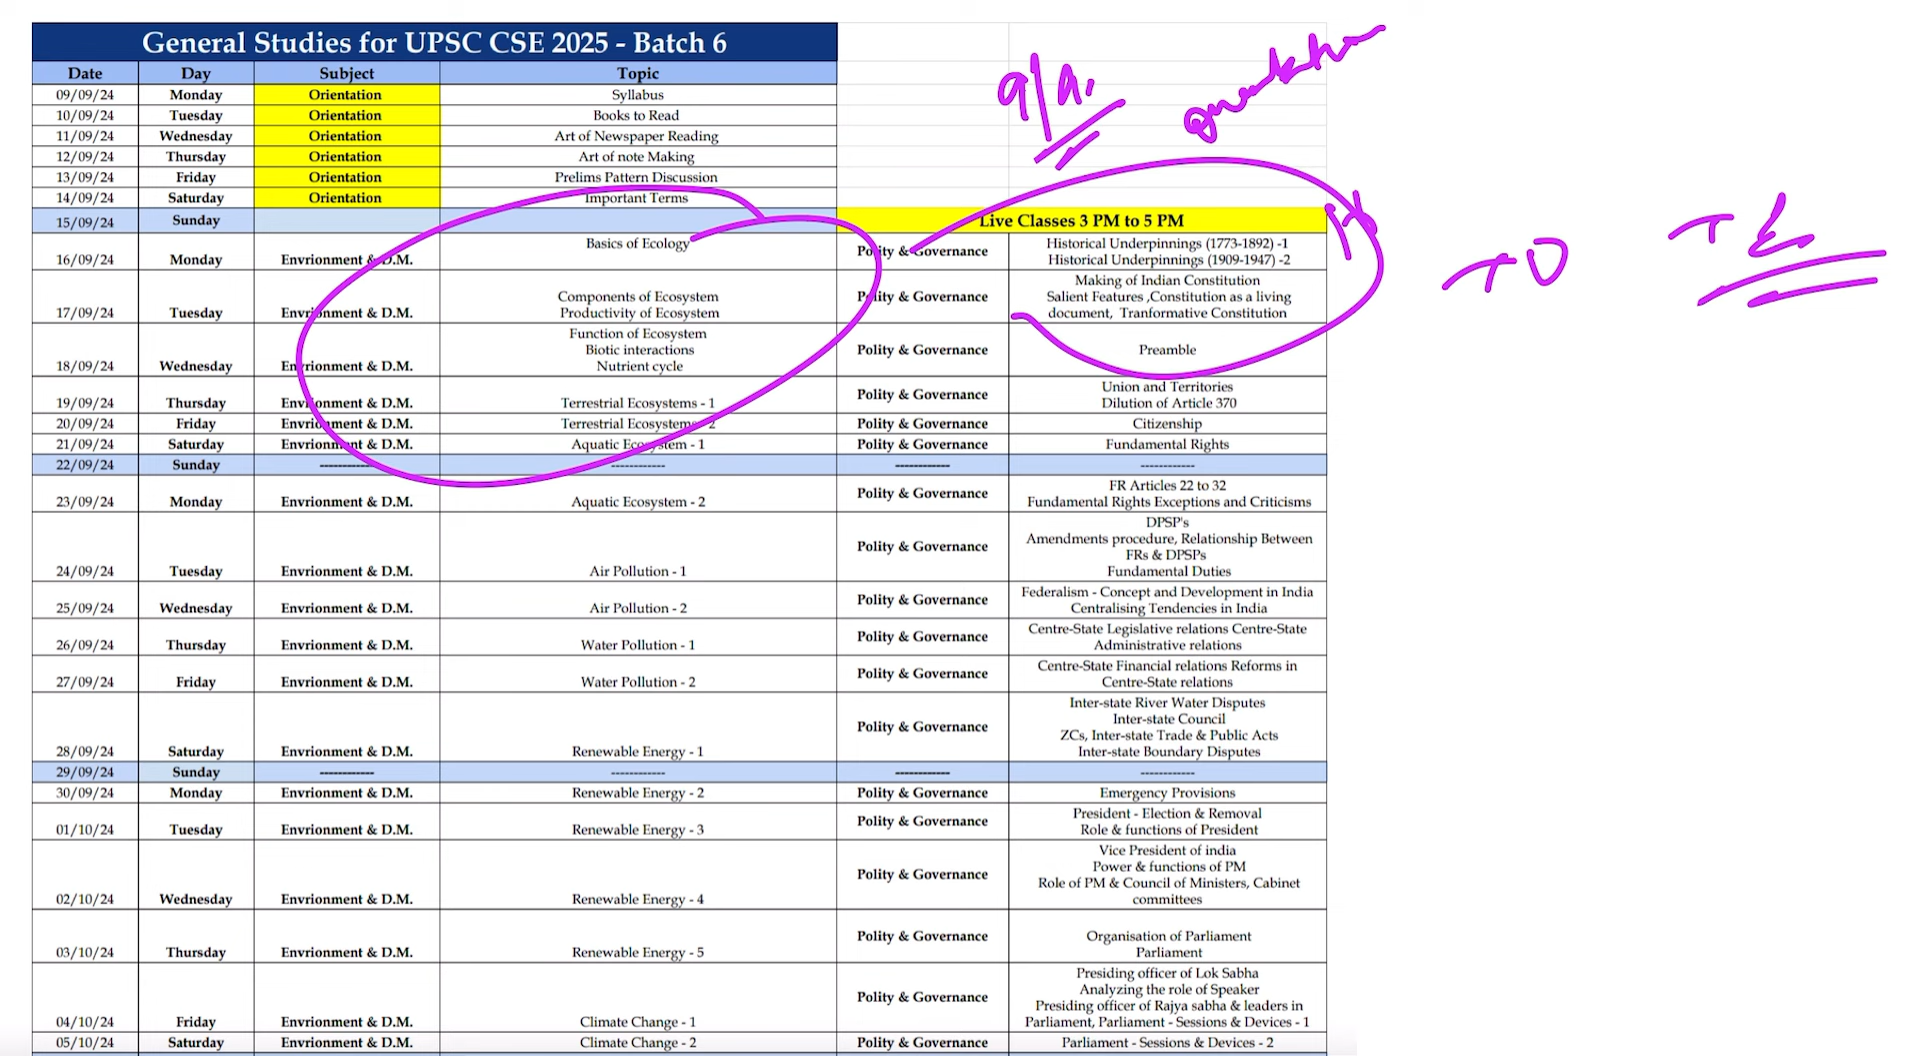 General Studies for UPSC CSE 2025 - Batch 6
Date Day Subject Topic
09/09/24 Monday Orientation Syllabus
10/09/24 Tuesday Orientation Books to Read
11/09/24 Wednesday Orientation Art of Newspaper Reading
12/09/24 Thursday Orientation Art of note Making
13/09/24 Friday Orientation Prelims Pattern Discussion
14/09/24 Saturday Orientation Important Terms
15/09/24 Sunday Live Classes 3 PM to 5 PM
16/09/24 Monday Envrionment & D.M. Basics of Ecology Polity & Governance Historical Underpinnings (1773-1892) -1
Historical Underpinnings (1909-1947) -2
17/09/24 Tuesday Envrionment & D.M. Components of Ecosystem
Productivity of Ecosystem
Polity & Governance Making of Indian Constitution
Salient Features ,Constitution as a living
document, Tranformative Constitution
18/09/24 Wednesday Envrionment & D.M. Function of Ecosystem
Biotic interactions
Nutrient cycle
Polity & Governance Preamble
19/09/24 Thursday Envrionment & D.M. Terrestrial Ecosystems - 1 Polity & Governance Union and Territories
Dilution of Article 370
20/09/24 Friday Envrionment & D.M. Terrestrial Ecosystems - 2 Polity & Governance Citizenship
21/09/24 Saturday Envrionment & D.M. Aquatic Ecosystem - 1 Polity & Governance Fundamental Rights
22/09/24 Sunday ------------ ------------ ------------ ------------
23/09/24 Monday Envrionment & D.M. Aquatic Ecosystem - 2 Polity & Governance FR Articles 22 to 32
Fundamental Rights Exceptions and Criticisms
24/09/24 Tuesday Envrionment & D.M. Air Pollution - 1 Polity & Governance DPSP's
Amendments procedure, Relationship Between
FRs & DPSPs
Fundamental Duties
25/09/24 Wednesday Envrionment & D.M. Air Pollution - 2 Polity & Governance Federalism - Concept and Development in India
Centralising Tendencies in India
26/09/24 Thursday Envrionment & D.M. Water Pollution - 1 Polity & Governance Centre-State Legislative relations Centre-State
Administrative relations
27/09/24 Friday Envrionment & D.M. Water Pollution - 2 Polity & Governance Centre-State Financial relations Reforms in
Centre-State relations
28/09/24 Saturday Envrionment & D.M. Renewable Energy - 1 Polity & Governance Inter-state River Water Disputes
Inter-state Council
ZCs, Inter-state Trade & Public Acts
Inter-state Boundary Disputes
29/09/24 Sunday ------------ ------------ ------------ ------------
30/09/24 Monday Envrionment & D.M. Renewable Energy - 2 Polity & Governance Emergency Provisions
01/10/24 Tuesday Envrionment & D.M. Renewable Energy - 3 Polity & Governance President - Election & Removal
Role & functions of President
02/10/24 Wednesday Envrionment & D.M. Renewable Energy - 4 Polity & Governance Vice President of india
Power & functions of PM
Role of PM & Council of Ministers, Cabinet
committees
03/10/24 Thursday Envrionment & D.M. Renewable Energy - 5 Polity & Governance Organisation of Parliament
Parliament
04/10/24 Friday Envrionment & D.M. Climate Change - 1 Polity & Governance Presiding officer of Lok Sabha
Analyzing the role of Speaker
Presiding officer of Rajya sabha & leaders in
Parliament, Parliament - Sessions & Devices - 1
05/10/24 Saturday Envrionment & D.M. Climate Change - 2 Polity & Governance Parliament - Sessions & Devices - 2